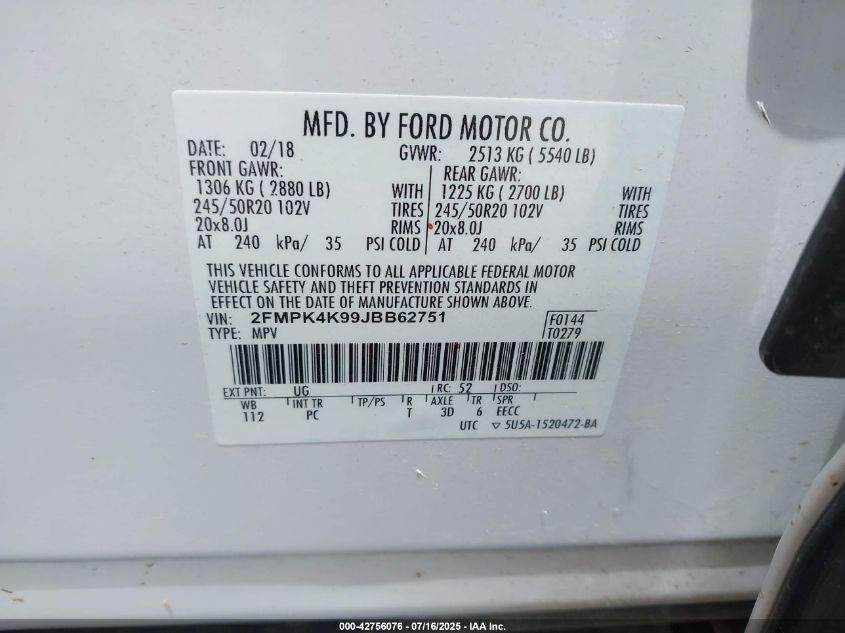 MFD. BY FORD MOTOR CO.
DATE: 02/18 GVWR: 2513 KG ( 5540 LB)
FRONT GAWR: REAR GAWR:
1306 KG ( 2880 LB) WITH 1225 KG ( 2700 LB) WITH
245/50R20 102V TIRES 245/50R20 102V TIRES
20x8.0J RIMS 20x8.0J RIMS
AT 240 kPa/ 35 PSI COLD AT 240 kPa/ 35 PSI COLD
THIS VEHICLE CONFORMS TO ALL APPLICABLE FEDERAL MOTOR
VEHICLE SAFETY AND THEFT PREVENTION STANDARDS IN
EFFECT ON THE DATE OF MANUFACTURE SHOWN ABOVE.
VIN: 2FMPK4K99JBB62751 F0144
TYPE: MPV T0279
EXT PNT: UG RC: 52 DSO:
WB INT TR TP/PS R AXLE TR SPR
112 PC T 3D 6 EECC
UTC ▽ 5U5A-1520472-BA
000-42756076 - 07/16/2025 - IAA Inc.